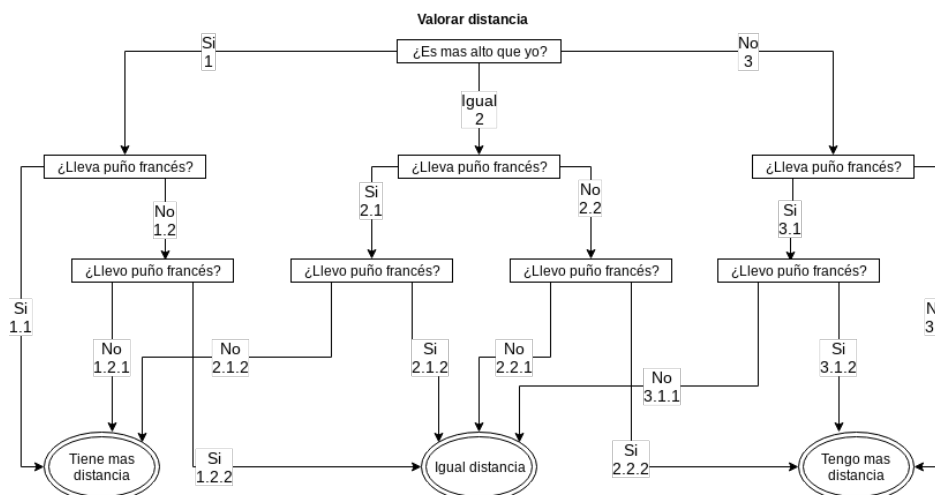 Valorar distancia
¿Es mas alto que yo?
Si
1
No
3
Igual
2
¿Lleva puño francés?
¿Lleva puño francés?
¿Lleva puño francés?
No
1.2
Si
2.1
No
2.2
Si
3.1
¿Llevo puño francés?
¿Llevo puño francés?
¿Llevo puño francés?
¿Llevo puño francés?
Si
1.1
No
1.2.1
No
2.1.2
Si
2.1.2
No
2.2.1
No
3.1.1
Si
3.1.2
Tiene mas
distancia
Si
1.2.2
Igual distancia
Si
2.2.2
Tengo mas
distancia